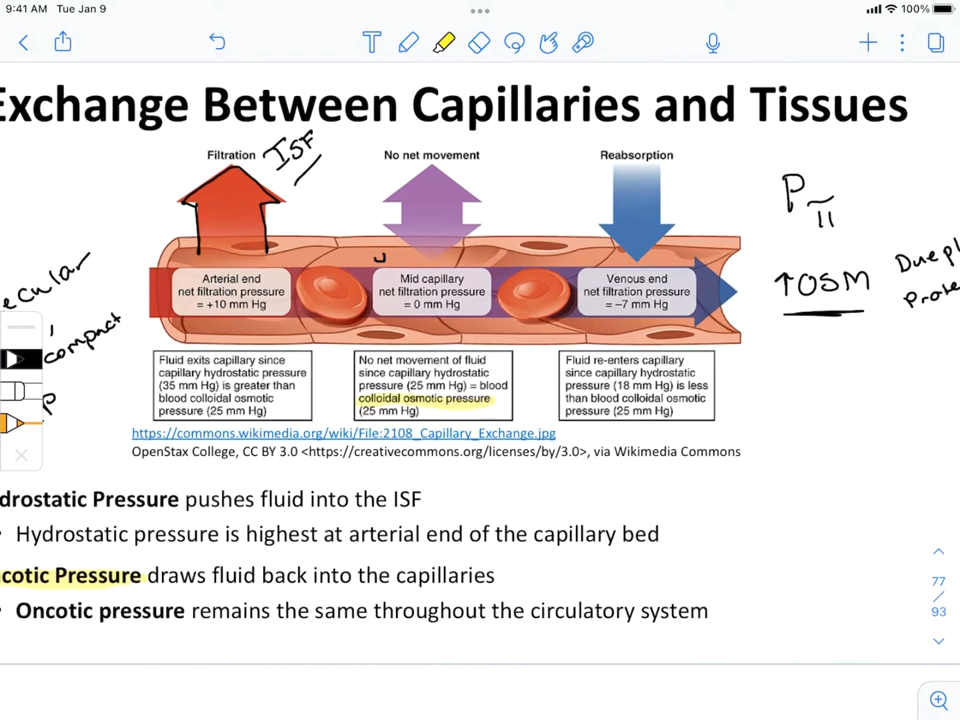 9:41 AM Tue Jan 9
100%
Exchange Between Capillaries and Tissues
Filtration
ISF
No net movement
Reabsorption
Pπ
ecular
compact
P
Arterial end
net filtration pressure
= +10 mm Hg
Mid capillary
net filtration pressure
= 0 mm Hg
Venous end
net filtration pressure
= –7 mm Hg
↑OSM
Due pl
Prote
Fluid exits capillary since
capillary hydrostatic pressure
(35 mm Hg) is greater than
blood colloidal osmotic
pressure (25 mm Hg)
No net movement of fluid
since capillary hydrostatic
pressure (25 mm Hg) = blood
colloidal osmotic pressure
(25 mm Hg)
Fluid re-enters capillary
since capillary hydrostatic
pressure (18 mm Hg) is less
than blood colloidal osmotic
pressure (25 mm Hg)
https://commons.wikimedia.org/wiki/File:2108_Capillary_Exchange.jpg
OpenStax College, CC BY 3.0 <https://creativecommons.org/licenses/by/3.0>, via Wikimedia Commons
drostatic Pressure pushes fluid into the ISF
• Hydrostatic pressure is highest at arterial end of the capillary bed
cotic Pressure draws fluid back into the capillaries
• Oncotic pressure remains the same throughout the circulatory system
77
/
93